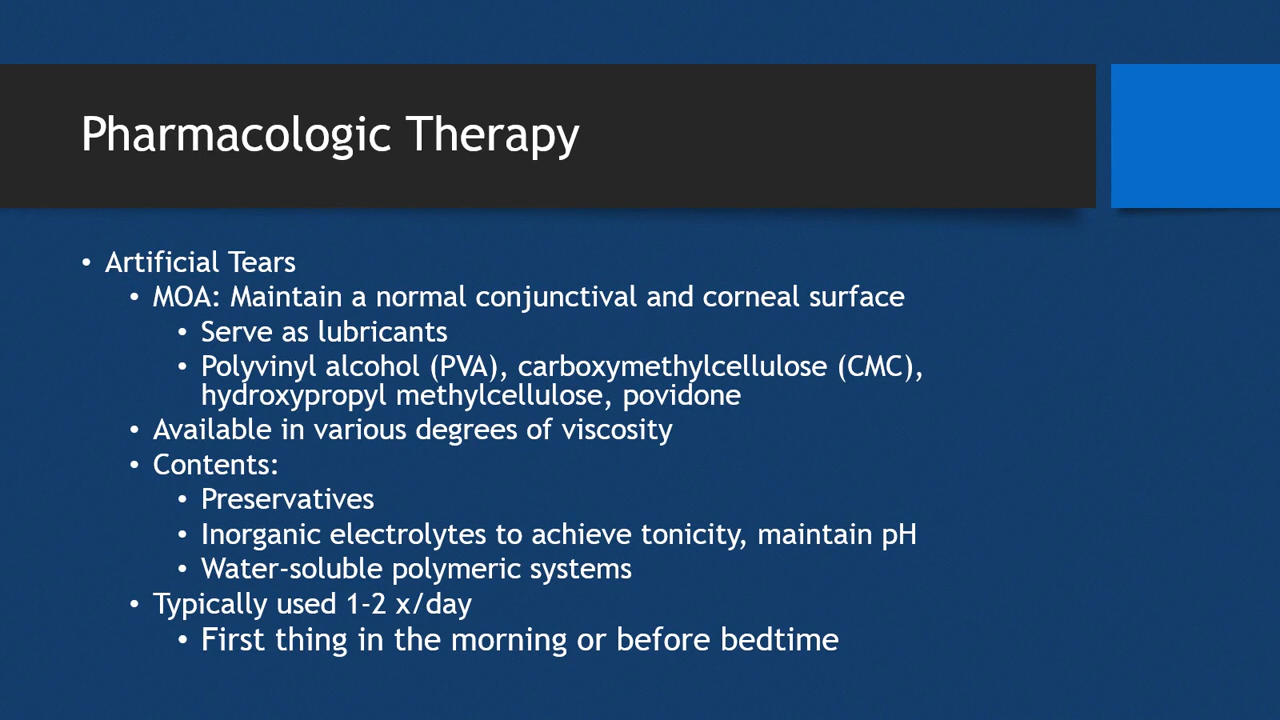 Pharmacologic Therapy
• Artificial Tears
• MOA: Maintain a normal conjunctival and corneal surface
• Serve as lubricants
• Polyvinyl alcohol (PVA), carboxymethylcellulose (CMC),
hydroxypropyl methylcellulose, povidone
• Available in various degrees of viscosity
• Contents:
• Preservatives
• Inorganic electrolytes to achieve tonicity, maintain pH
• Water-soluble polymeric systems
• Typically used 1-2 x/day
• First thing in the morning or before bedtime